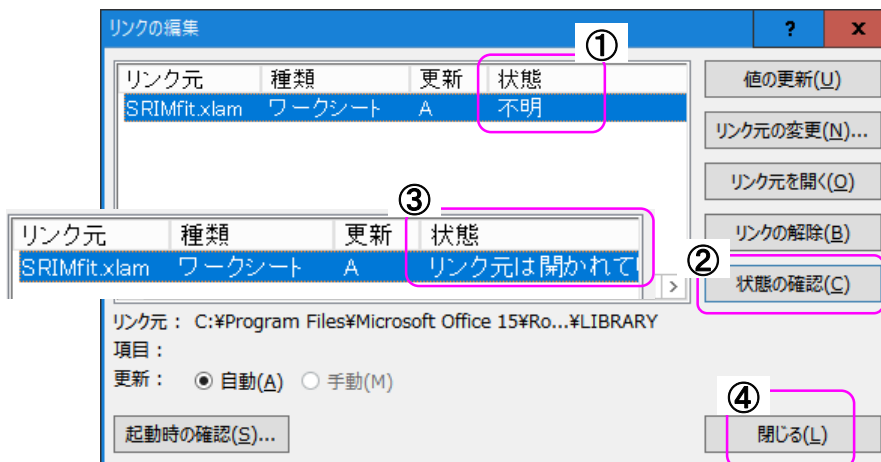 リンクの編集
? x
①
リンク元 種類 更新 状態
SRIMfit.xlam ワークシート A 不明
値の更新(U)
リンク元の変更(N)...
リンク元を開く(O)
リンクの解除(B)
②
状態の確認(C)
③
リンク元 種類 更新 状態
SRIMfit.xlam ワークシート A リンク元は開かれて
リンク元： C:¥Program Files¥Microsoft Office 15¥Ro...¥LIBRARY
項目：
更新： 自動(A) 手動(M)
④
起動時の確認(S)...
閉じる(L)